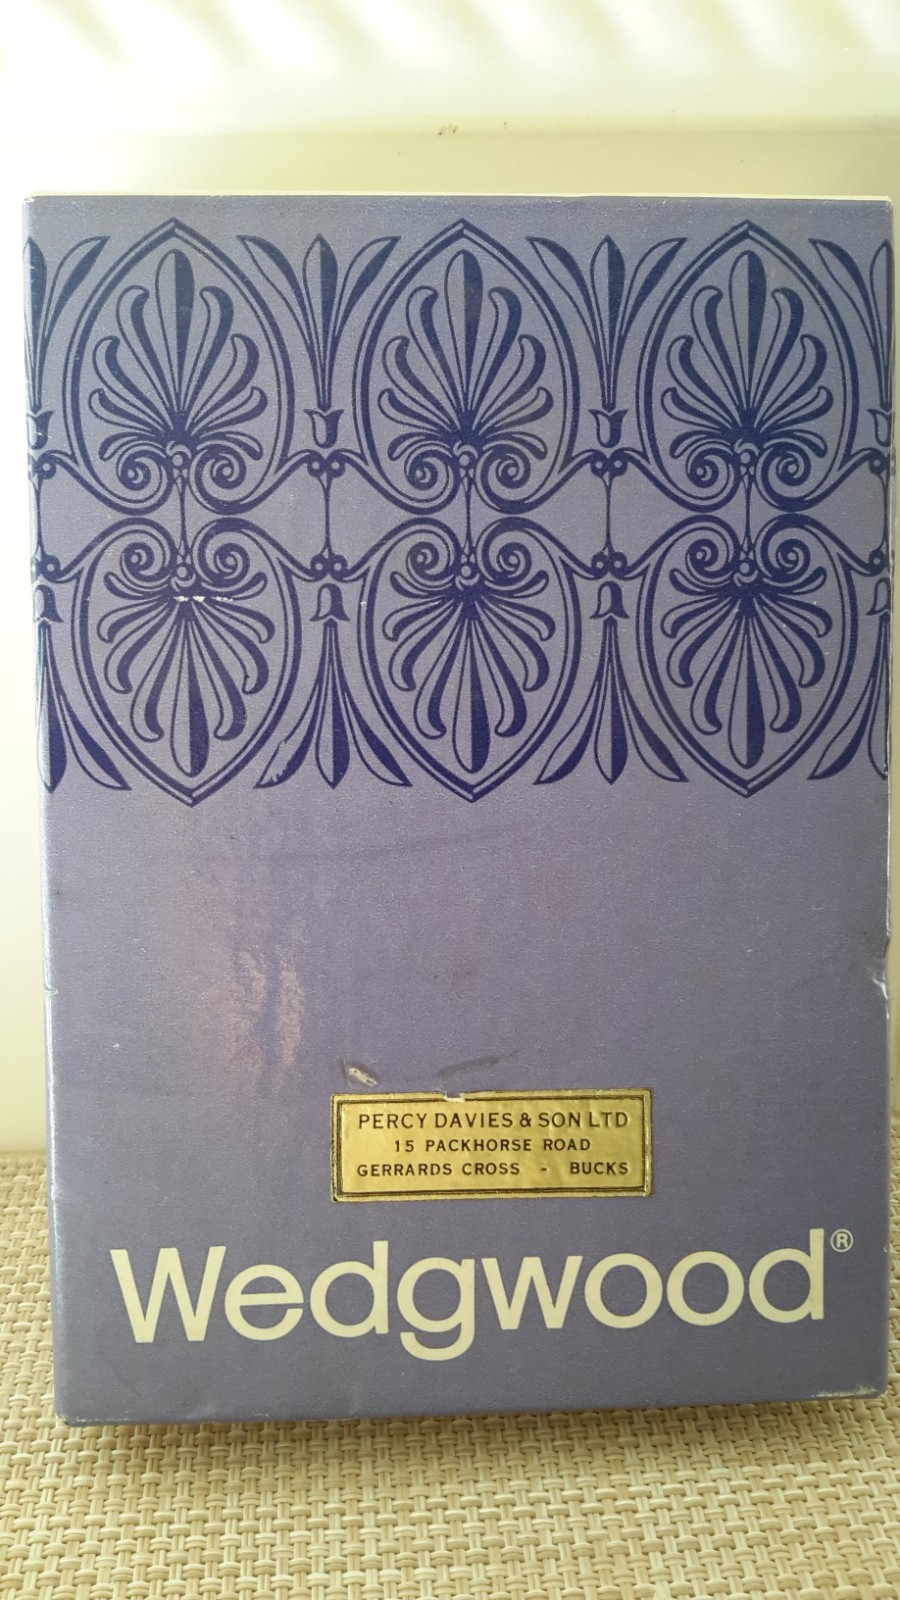 PERCY DAVIES & SON LTD
15 PACKHORSE ROAD
GERRARDS CROSS - BUCKS
Wedgwood®